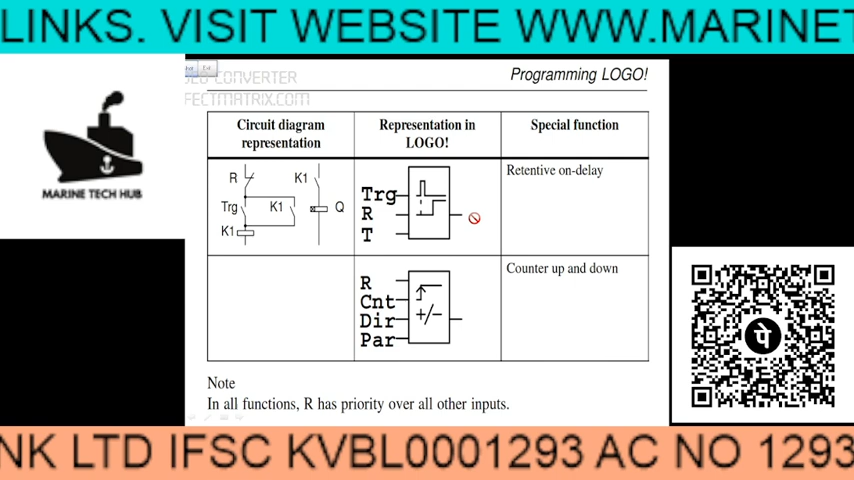 LINKS. VISIT WEBSITE WWW.MARINET
CONVERTER
FECTMATRIX.COM
Programming LOGO!
MARINE TECH HUB
Circuit diagram representation
Representation in LOGO!
Special function
R
K1
Trg
K1
Q
K1
Trg
R
T
Retentive on-delay
R
Cnt
Dir
Par
+/−
Counter up and down
पे
Note
In all functions, R has priority over all other inputs.
NK LTD IFSC KVBL0001293 AC NO 1293